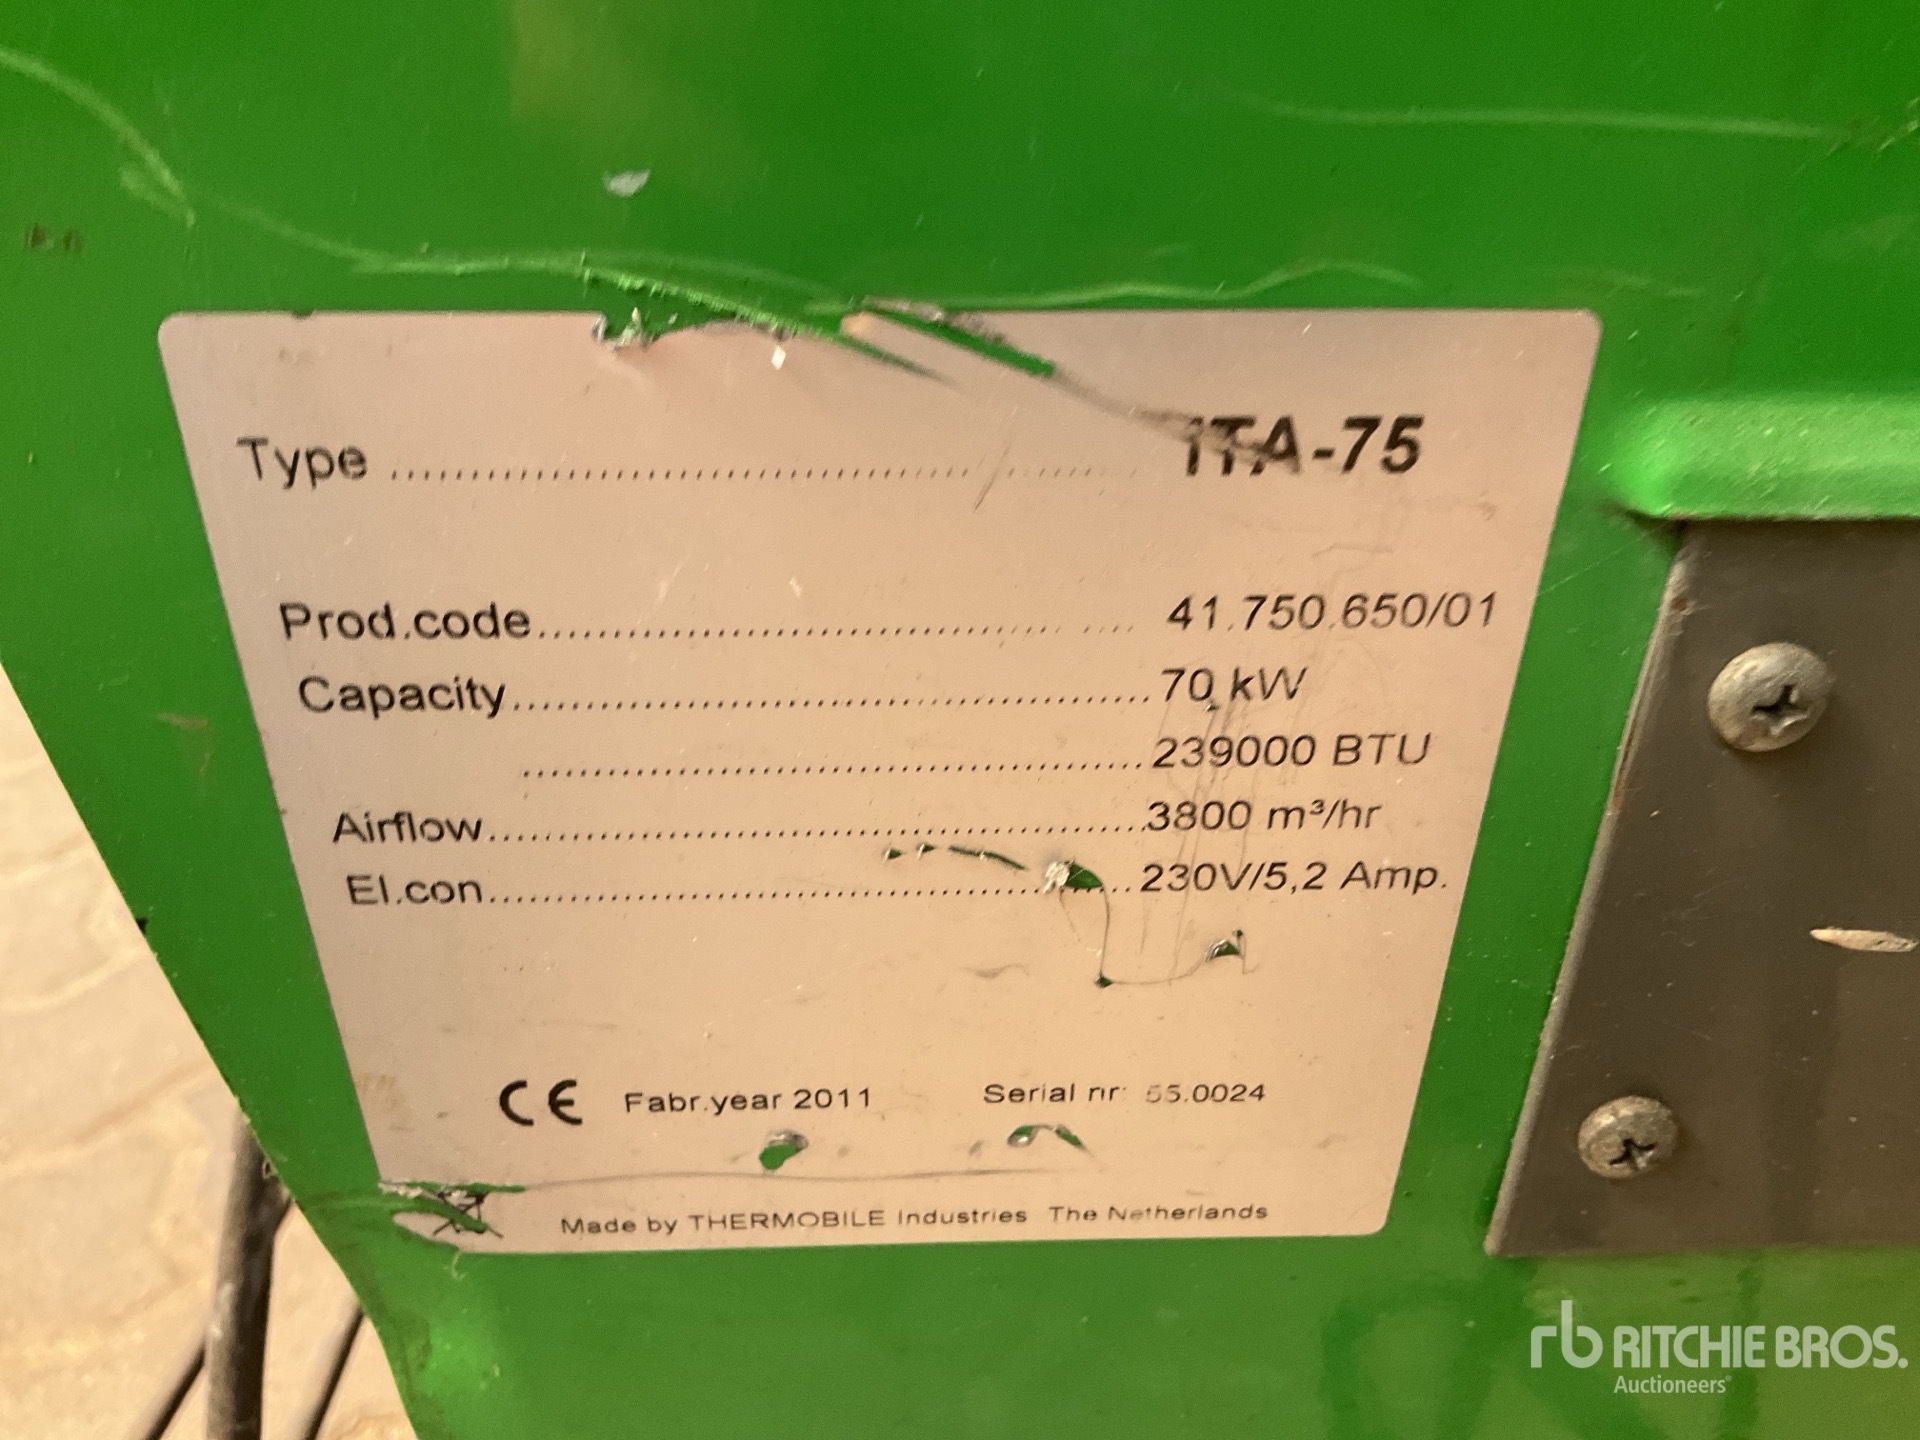 Type ........................................ ITA-75
Prod.code........................................ 41.750.650/01
Capacity........................................70 kW
........................................239000 BTU
Airflow........................................3800 m³/hr
El.con........................................230V/5,2 Amp.
CE Fabr.year 2011 Serial nr: 55.0024
Made by THERMOBILE Industries The Netherlands
rb RITCHIE BROS.
Auctioneers®